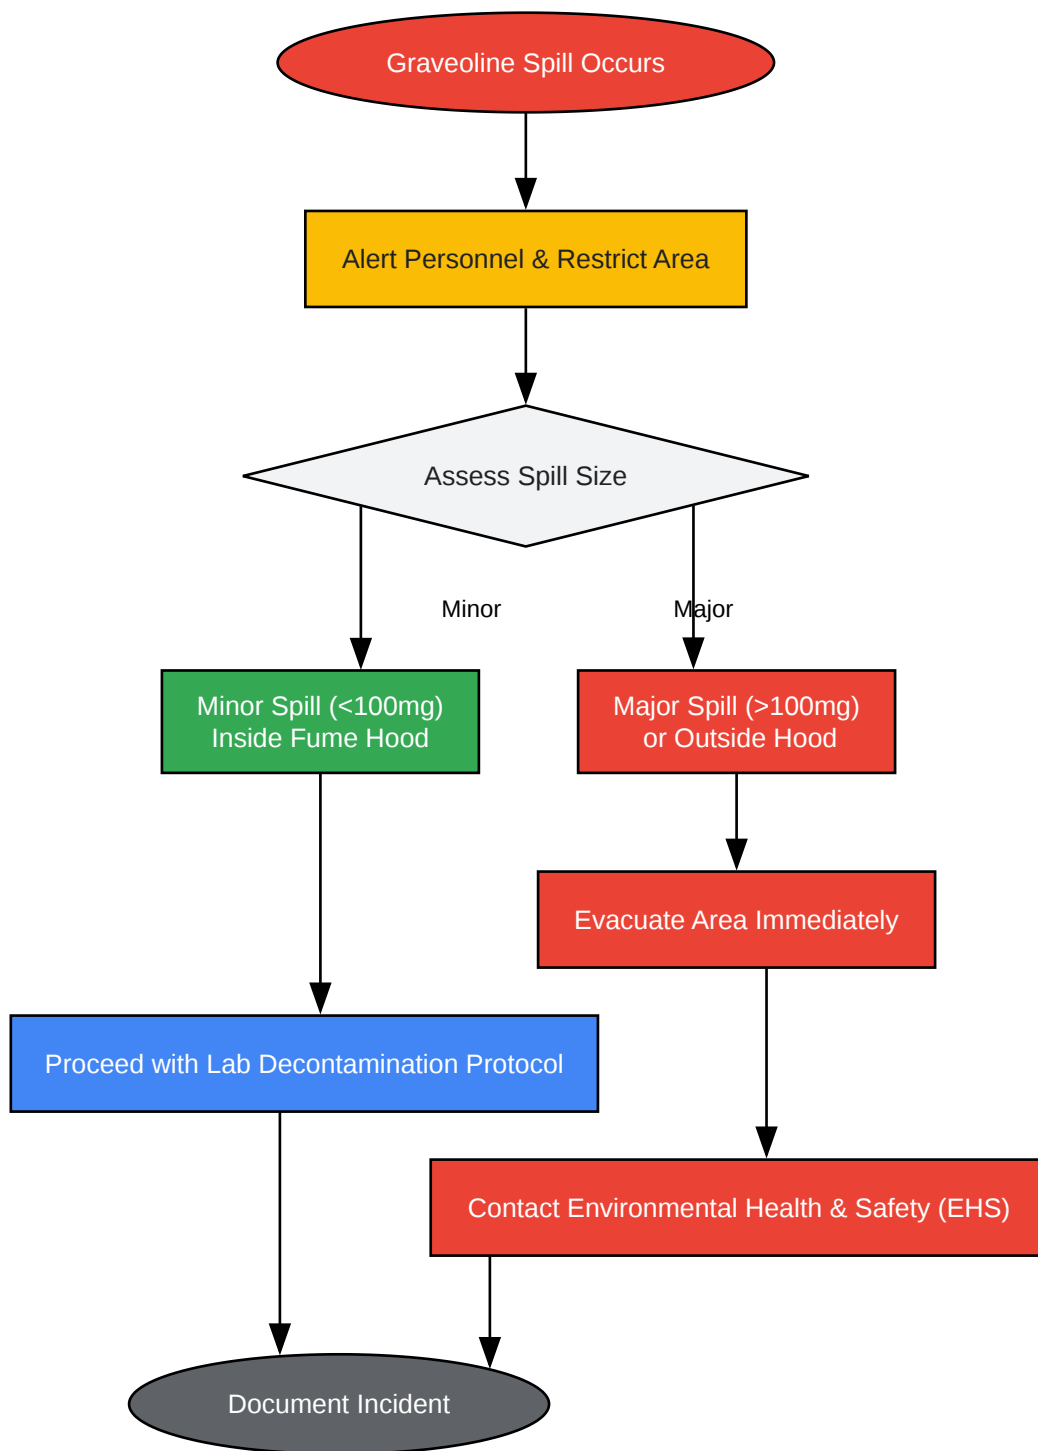 Graveoline Spill Occurs
Alert Personnel & Restrict Area
Assess Spill Size
Minor
Major
Minor Spill (<100mg)
Inside Fume Hood
Major Spill (>100mg)
or Outside Hood
Evacuate Area Immediately
Proceed with Lab Decontamination Protocol
Contact Environmental Health & Safety (EHS)
Document Incident